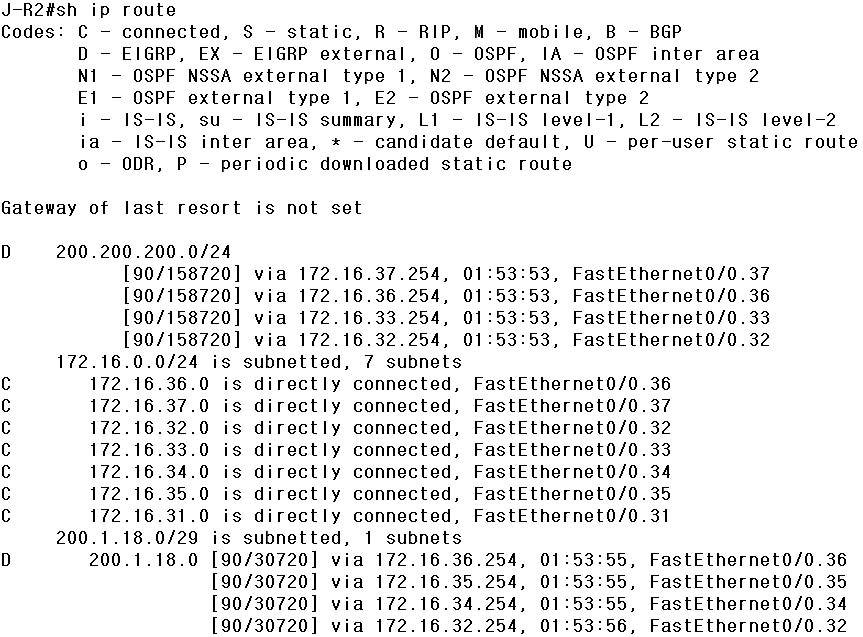 J-R2#sh ip route
Codes: C - connected, S - static, R - RIP, M - mobile, B - BGP
       D - EIGRP, EX - EIGRP external, O - OSPF, IA - OSPF inter area
       N1 - OSPF NSSA external type 1, N2 - OSPF NSSA external type 2
       E1 - OSPF external type 1, E2 - OSPF external type 2
       i - IS-IS, su - IS-IS summary, L1 - IS-IS level-1, L2 - IS-IS level-2
       ia - IS-IS inter area, * - candidate default, U - per-user static route
       o - ODR, P - periodic downloaded static route

Gateway of last resort is not set

D    200.200.200.0/24
           [90/158720] via 172.16.37.254, 01:53:53, FastEthernet0/0.37
           [90/158720] via 172.16.36.254, 01:53:53, FastEthernet0/0.36
           [90/158720] via 172.16.33.254, 01:53:53, FastEthernet0/0.33
           [90/158720] via 172.16.32.254, 01:53:53, FastEthernet0/0.32
     172.16.0.0/24 is subnetted, 7 subnets
C       172.16.36.0 is directly connected, FastEthernet0/0.36
C       172.16.37.0 is directly connected, FastEthernet0/0.37
C       172.16.32.0 is directly connected, FastEthernet0/0.32
C       172.16.33.0 is directly connected, FastEthernet0/0.33
C       172.16.34.0 is directly connected, FastEthernet0/0.34
C       172.16.35.0 is directly connected, FastEthernet0/0.35
C       172.16.31.0 is directly connected, FastEthernet0/0.31
     200.1.18.0/29 is subnetted, 1 subnets
D       200.1.18.0 [90/30720] via 172.16.36.254, 01:53:55, FastEthernet0/0.36
                   [90/30720] via 172.16.35.254, 01:53:55, FastEthernet0/0.35
                   [90/30720] via 172.16.34.254, 01:53:55, FastEthernet0/0.34
                   [90/30720] via 172.16.32.254, 01:53:56, FastEthernet0/0.32